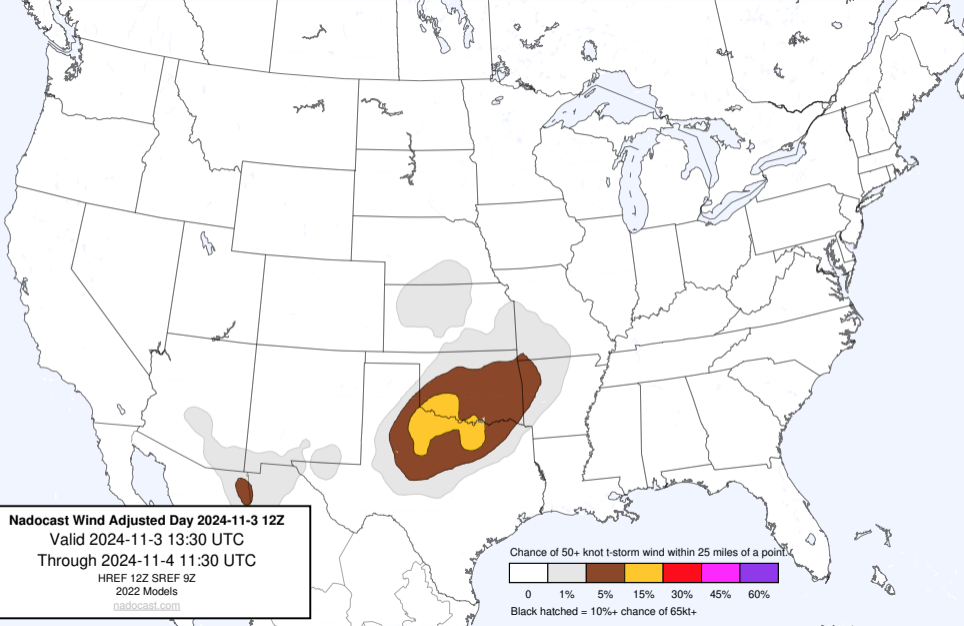 Nadocast Wind Adjusted Day 2024-11-3 12Z
Valid 2024-11-3 13:30 UTC
Through 2024-11-4 11:30 UTC
HREF 12Z SREF 9Z
2022 Models
nadocast.com
Chance of 50+ knot t-storm wind within 25 miles of a point.
0 1% 5% 15% 30% 45% 60%
Black hatched = 10%+ chance of 65kt+